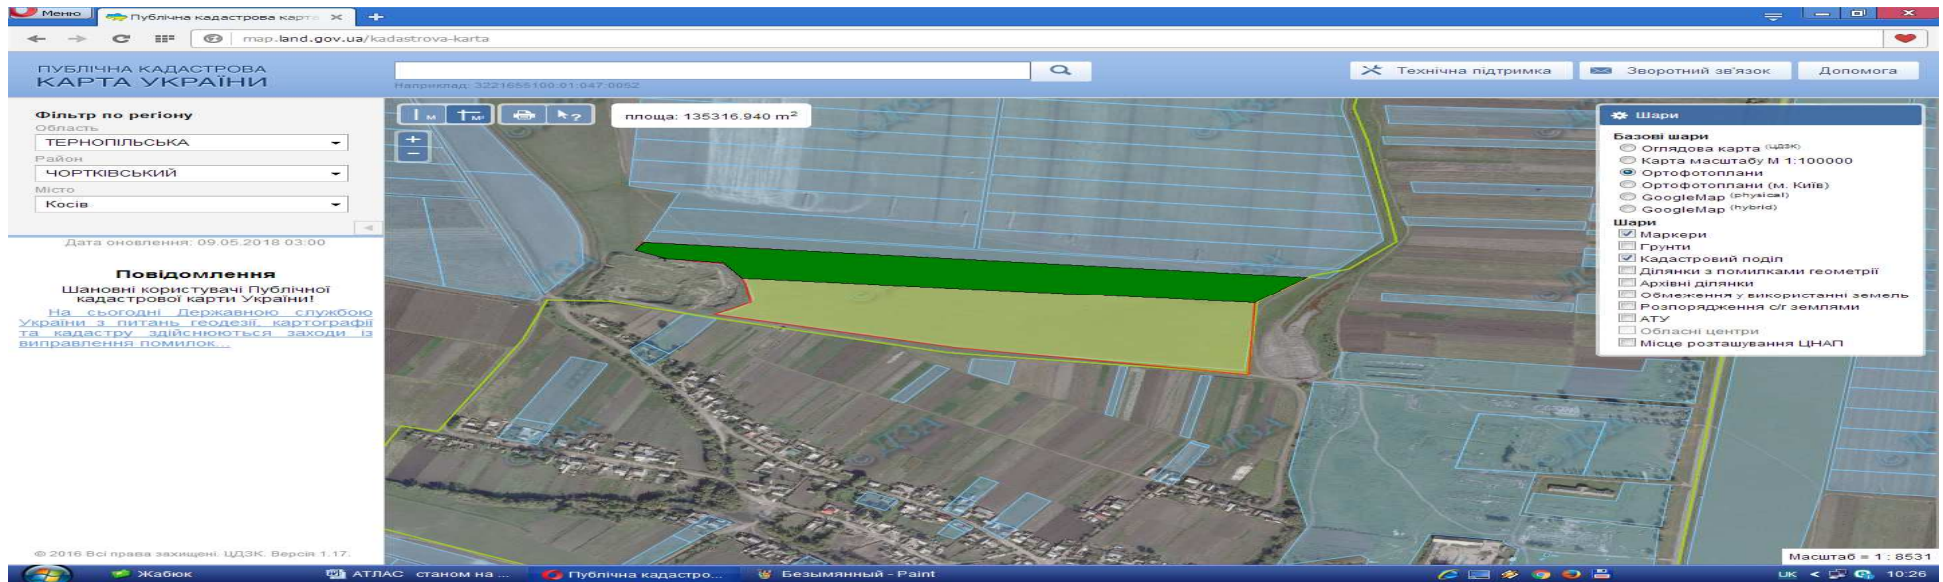 Меню
Публічна кадастрова карта
map.land.gov.ua/kadastrova-karta
ПУБЛІЧНА КАДАСТРОВА
КАРТА УКРАЇНИ
Наприклад: 3221655100:01:047:0052
Технічна підтримка
Зворотний зв'язок
Допомога
Фільтр по регіону
Область
ТЕРНОПІЛЬСЬКА
Район
ЧОРТКІВСЬКИЙ
Місто
Косів
Дата оновлення: 09.05.2018 03:00
Повідомлення
Шановні користувачі Публічної
кадастрової карти України!
На сьогодні Державною службою
України з питань геодезії, картографії
та кадастру здійснюються заходи із
виправлення помилок...
© 2016 Всі права захищені. ЦДЗК. Версія 1.17.
м
м²
?
+
−
площа: 135316.940 m²
Шари
Базові шари
Оглядова карта (ЦДЗК)
Карта масштабу М 1:100000
Ортофотоплани
Ортофотоплани (м. Київ)
GoogleMap (physical)
GoogleMap (hybrid)
Шари
Маркери
Грунти
Кадастровий поділ
Ділянки з помилками геометрії
Архівні ділянки
Обмеження у використанні земель
Розпорядження с/г землями
АТУ
Обласні центри
Місце розташування ЦНАП
© ДЗА
Масштаб = 1 : 8531
Жабюк
АТЛАС станом на ...
Публічна кадастро...
Безымянный - Paint
UK
10:26